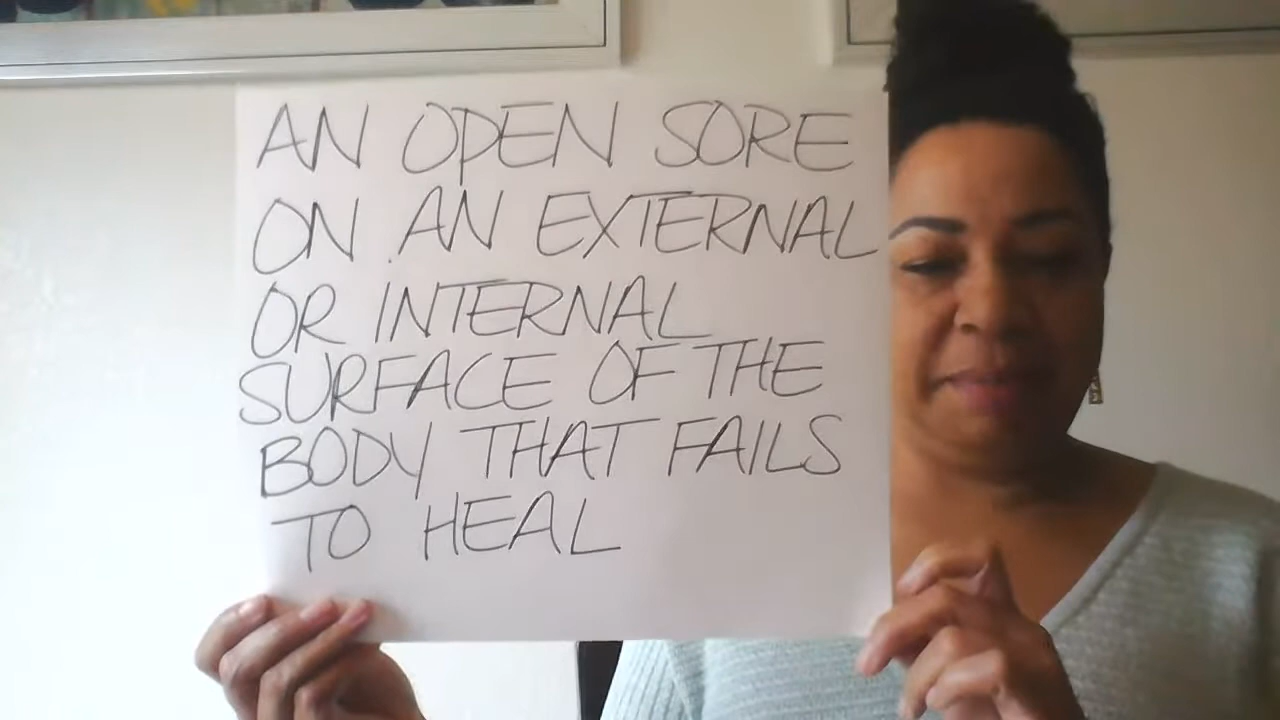 AN OPEN SORE
ON AN EXTERNAL
OR INTERNAL
SURFACE OF THE
BODY THAT FAILS
TO HEAL